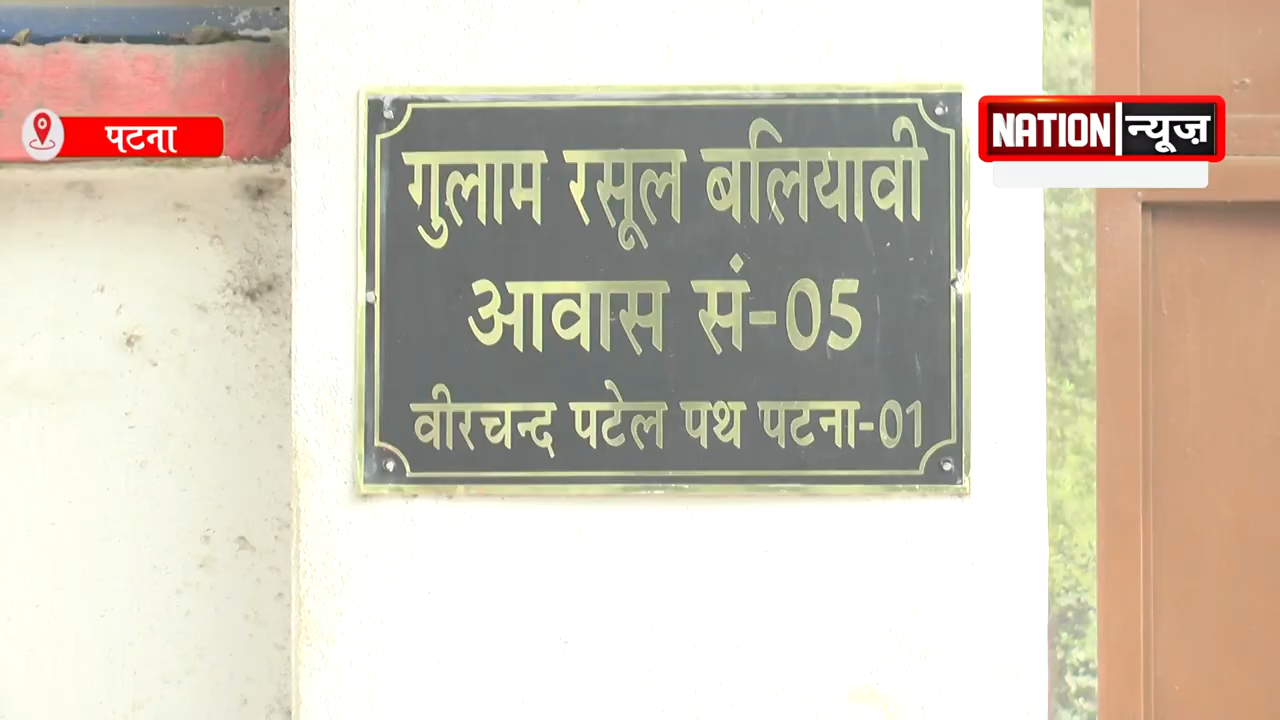 पटना
NATION न्यूज़
गुलाम रसूल बलियावी
आवास सं-05
वीरचन्द पटेल पथ पटना-01